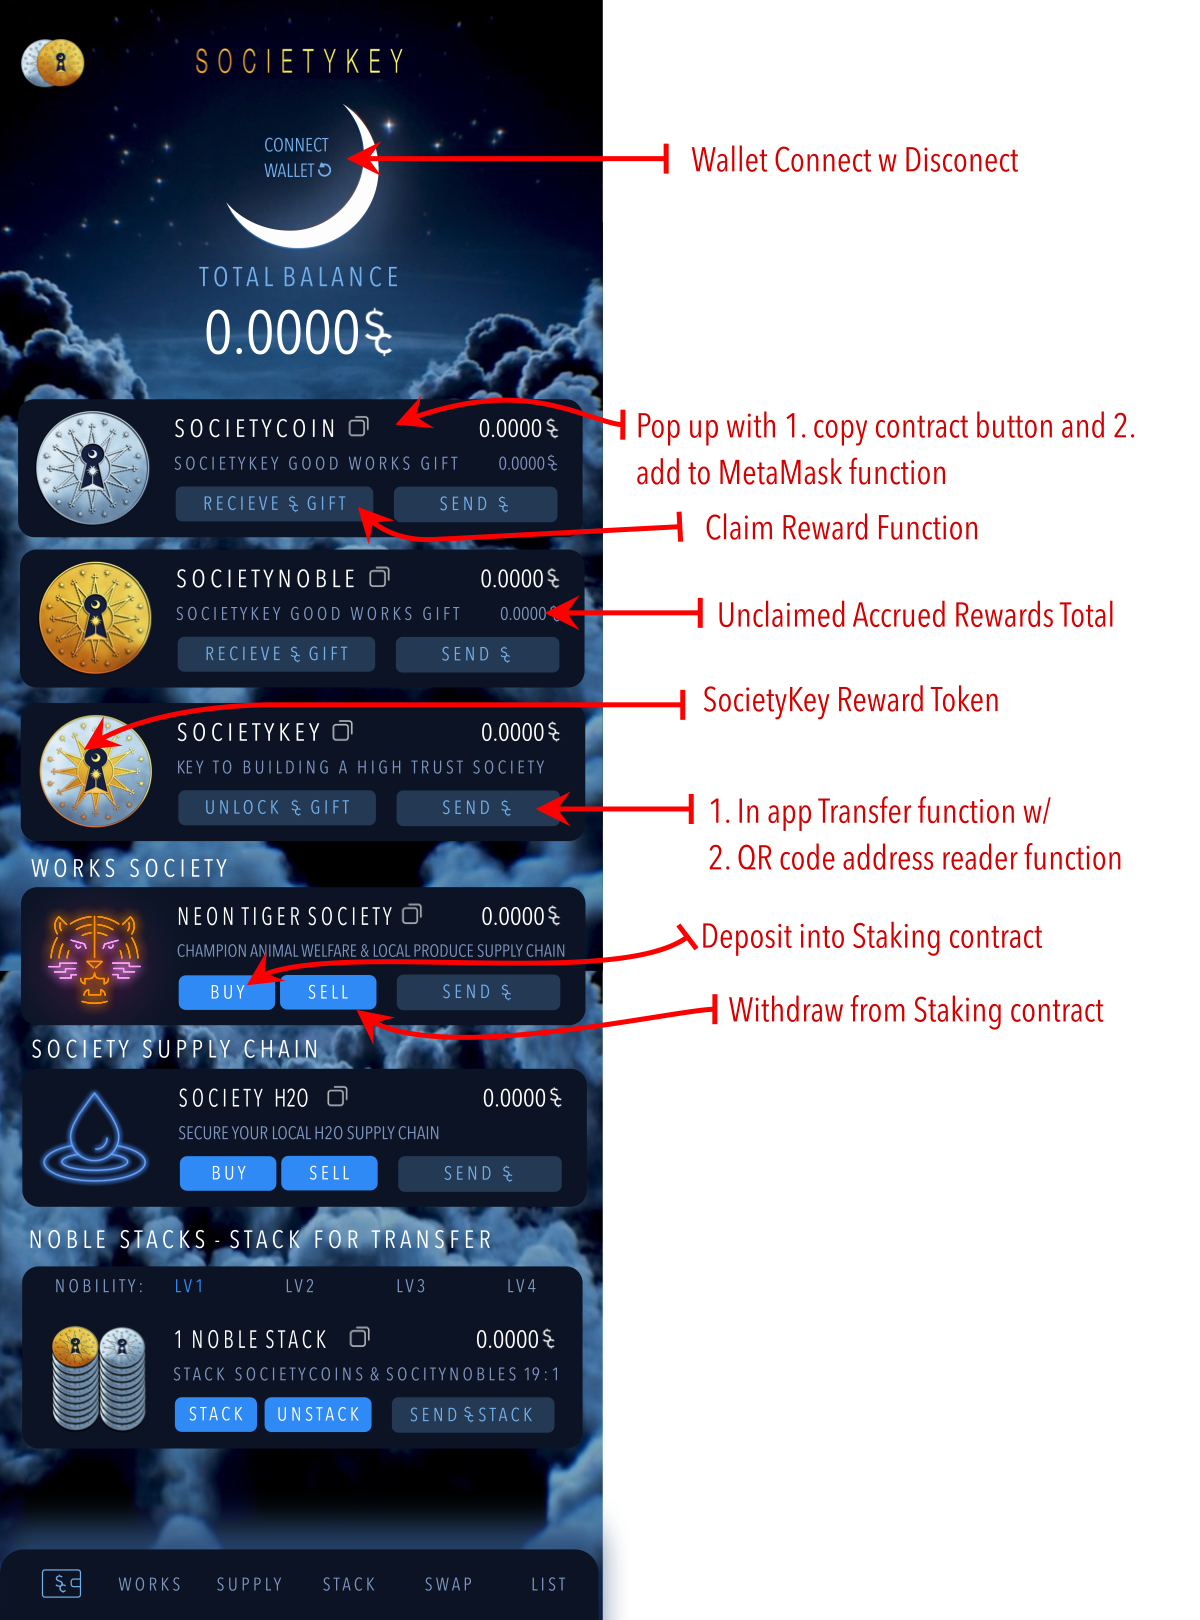 SOCIETYKEY
CONNECT
WALLET
Wallet Connect w Disconect
TOTAL BALANCE
0.0000
SOCIETYCOIN 0.0000
SOCIETYKEY GOOD WORKS GIFT 0.0000
RECIEVE GIFT SEND
Pop up with 1. copy contract button and 2.
add to MetaMask function
Claim Reward Function
SOCIETYNOBLE 0.0000
SOCIETYKEY GOOD WORKS GIFT 0.0000
RECIEVE GIFT SEND
Unclaimed Accrued Rewards Total
SocietyKey Reward Token
SOCIETYKEY 0.0000
KEY TO BUILDING A HIGH TRUST SOCIETY
UNLOCK GIFT SEND
1. In app Transfer function w/
2. QR code address reader function
WORKS SOCIETY
NEON TIGER SOCIETY 0.0000
CHAMPION ANIMAL WELFARE & LOCAL PRODUCE SUPPLY CHAIN
BUY SELL SEND
Deposit into Staking contract
Withdraw from Staking contract
SOCIETY SUPPLY CHAIN
SOCIETY H2O 0.0000
SECURE YOUR LOCAL H2O SUPPLY CHAIN
BUY SELL SEND
NOBLE STACKS - STACK FOR TRANSFER
NOBILITY: LV1 LV2 LV3 LV4
1 NOBLE STACK 0.0000
STACK SOCIETYCOINS & SOCITYNOBLES 19:1
STACK UNSTACK SEND STACK
WORKS SUPPLY STACK SWAP LIST